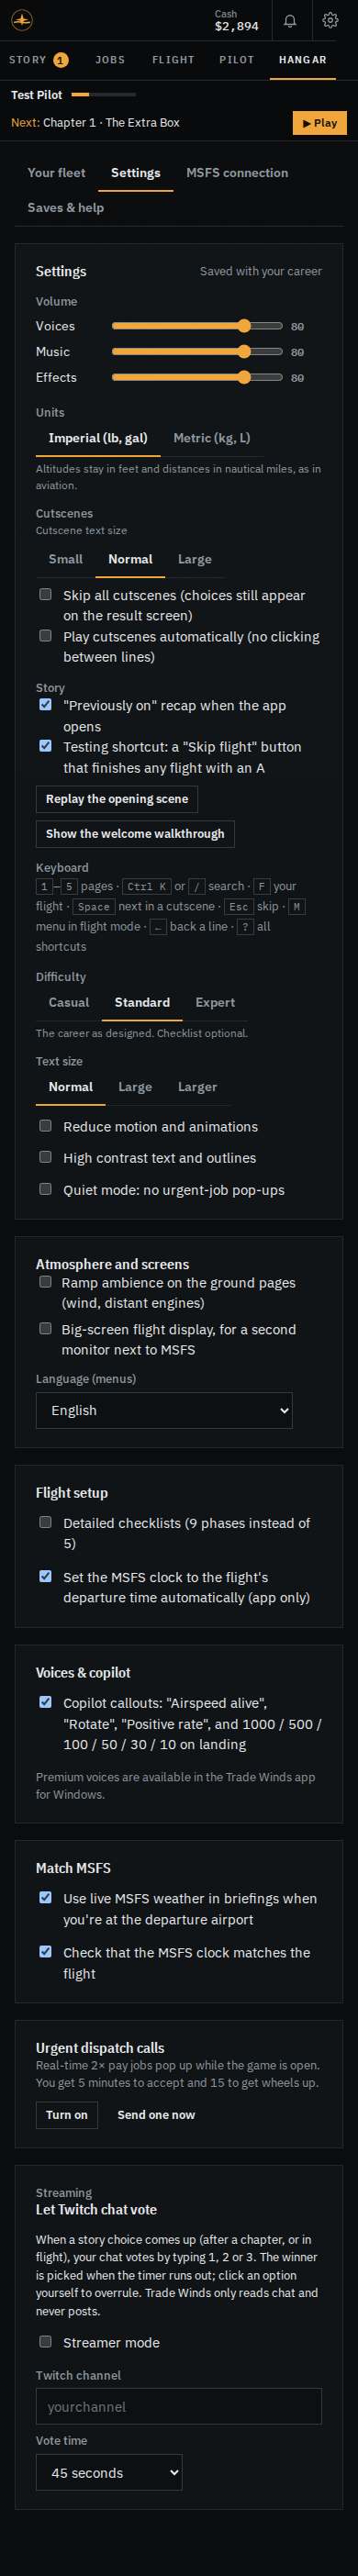 Cash
$2,894
STORY 1 JOBS FLIGHT PILOT HANGAR
Test Pilot
Next: Chapter 1 · The Extra Box
▶ Play
Your fleet Settings MSFS connection
Saves & help
Settings Saved with your career
Volume
Voices 80
Music 80
Effects 80
Units
Imperial (lb, gal) Metric (kg, L)
Altitudes stay in feet and distances in nautical miles, as in
aviation.
Cutscenes
Cutscene text size
Small Normal Large
Skip all cutscenes (choices still appear
on the result screen)
Play cutscenes automatically (no clicking
between lines)
Story
"Previously on" recap when the app
opens
Testing shortcut: a "Skip flight" button
that finishes any flight with an A
Replay the opening scene
Show the welcome walkthrough
Keyboard
1–5 pages · Ctrl K or / search · F your
flight · Space next in a cutscene · Esc skip · M
menu in flight mode · ← back a line · ? all
shortcuts
Difficulty
Casual Standard Expert
The career as designed. Checklist optional.
Text size
Normal Large Larger
Reduce motion and animations
High contrast text and outlines
Quiet mode: no urgent-job pop-ups
Atmosphere and screens
Ramp ambience on the ground pages
(wind, distant engines)
Big-screen flight display, for a second
monitor next to MSFS
Language (menus)
English
Flight setup
Detailed checklists (9 phases instead of
5)
Set the MSFS clock to the flight's
departure time automatically (app only)
Voices & copilot
Copilot callouts: "Airspeed alive",
"Rotate", "Positive rate", and 1000 / 500 /
100 / 50 / 30 / 10 on landing
Premium voices are available in the Trade Winds app
for Windows.
Match MSFS
Use live MSFS weather in briefings when
you're at the departure airport
Check that the MSFS clock matches the
flight
Urgent dispatch calls
Real-time 2× pay jobs pop up while the game is open.
You get 5 minutes to accept and 15 to get wheels up.
Turn on Send one now
Streaming
Let Twitch chat vote
When a story choice comes up (after a chapter, or in
flight), your chat votes by typing 1, 2 or 3. The winner
is picked when the timer runs out; click an option
yourself to overrule. Trade Winds only reads chat and
never posts.
Streamer mode
Twitch channel
yourchannel
Vote time
45 seconds